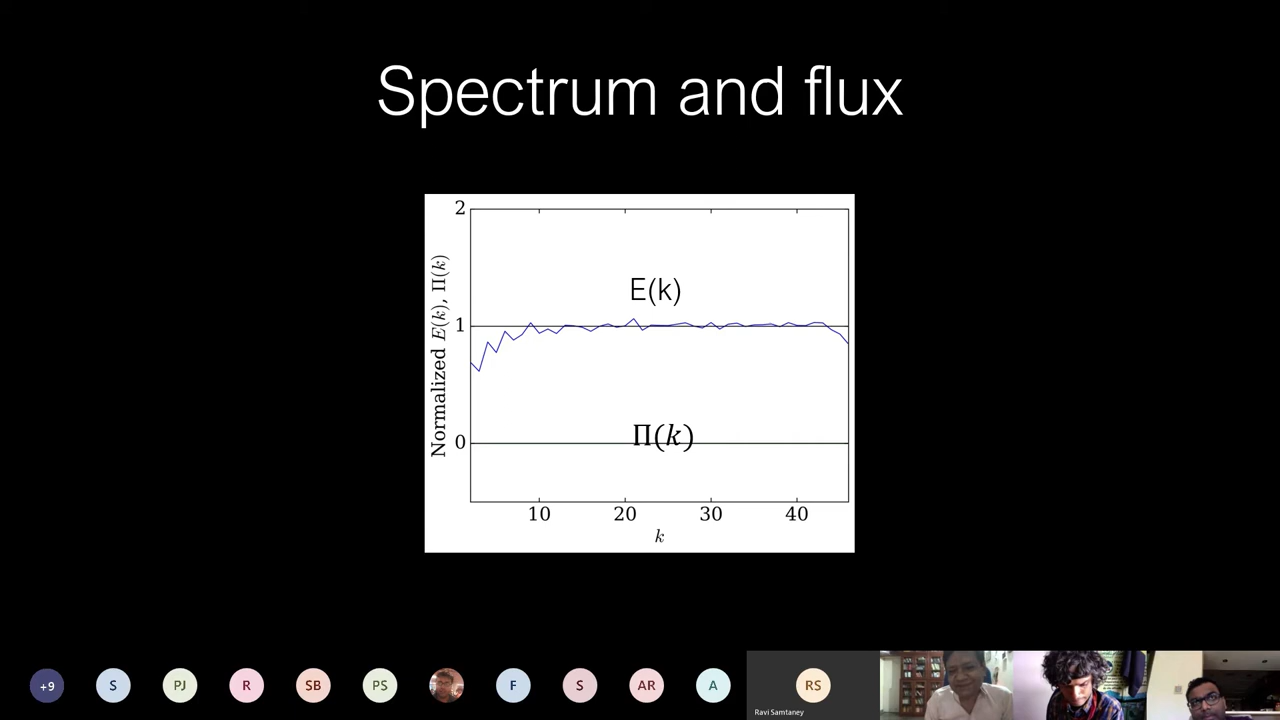 Spectrum and flux
2
E(k)
1
Normalized E(k), Π(k)
Π(k)
0
10 20 30 40
k
+9 S PJ R SB PS F S AR A RS
Ravi Samtaney